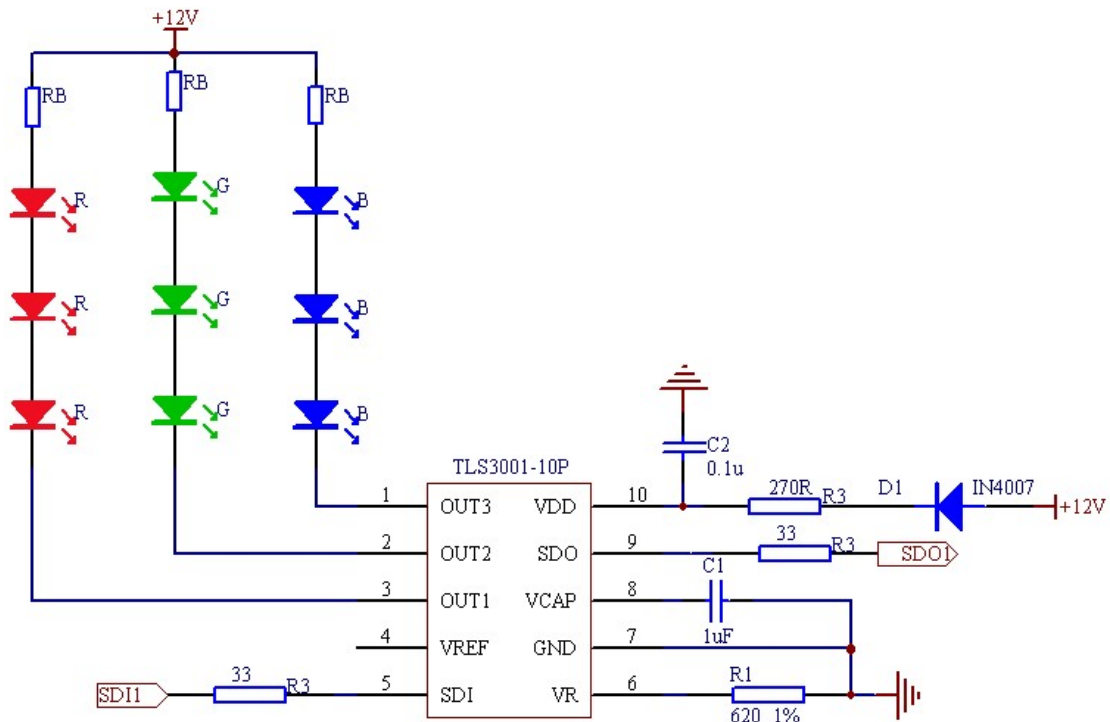 +12V
RB
RB
RB
R
G
B
R
G
B
R
G
B
C2
0.1u
TLS3001-10P
1 OUT3 VDD 10
270R R3
D1 IN4007
+12V
2 OUT2 SDO 9
33 R3
SDO1
3 OUT1 VCAP 8
C1
1uF
4 VREF GND 7
SDI1
33 R3
5 SDI VR 6
R1
620 1%